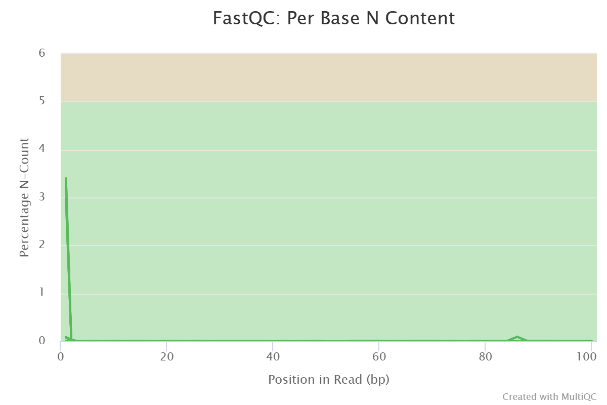 FastQC: Per Base N Content
6
5
4
3
2
1
0
Percentage N-Count
0 20 40 60 80 100
Position in Read (bp)
Created with MultiQC